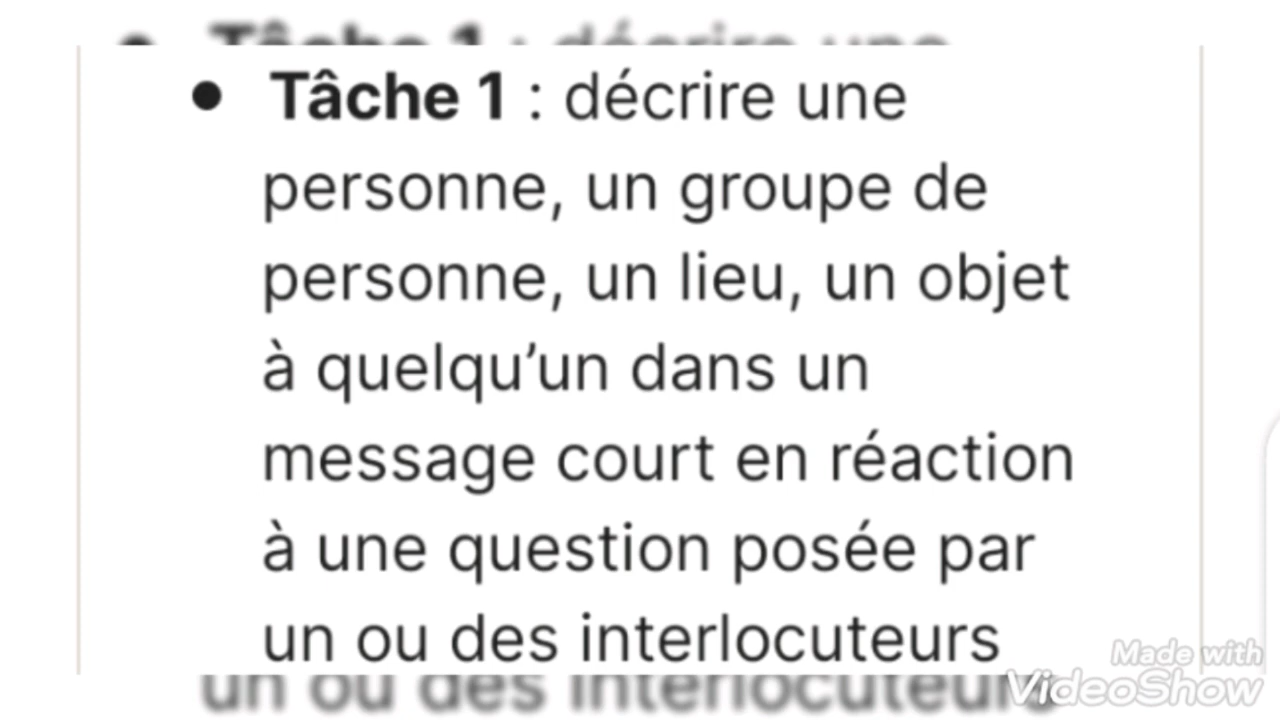 • Tâche 1 : décrire une
personne, un groupe de
personne, un lieu, un objet
à quelqu’un dans un
message court en réaction
à une question posée par
un ou des interlocuteurs
Made with
VideoShow